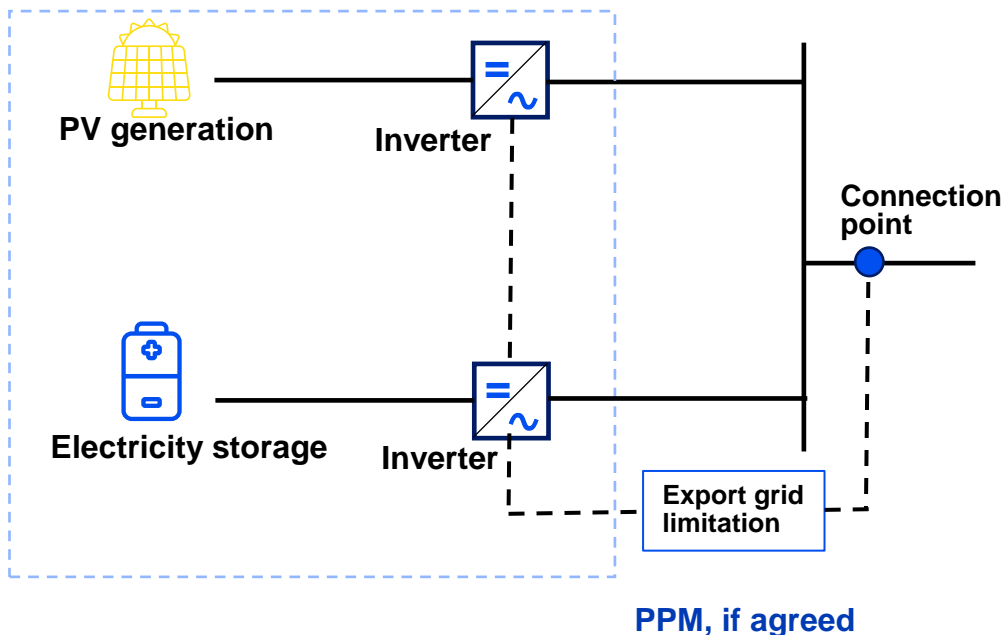 PV generation
Inverter
Connection
point
Electricity storage
Inverter
Export grid
limitation
PPM, if agreed